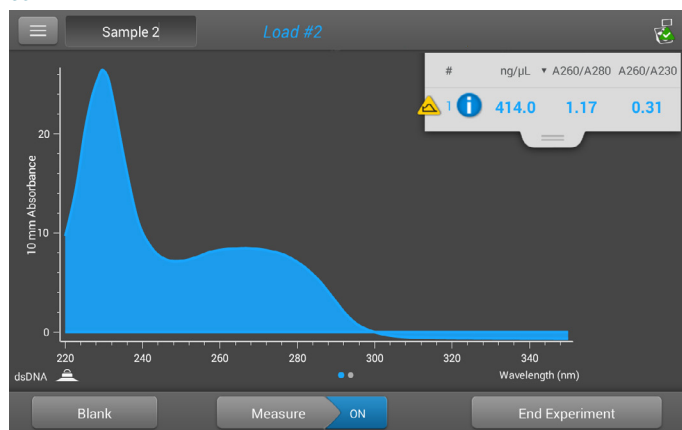 Sample 2
Load #2
# ng/µL ▼ A260/A280 A260/A230
1 i 414.0 1.17 0.31
10 mm Absorbance
20
10
0
220 240 260 280 300 320 340
dsDNA
Wavelength (nm)
Blank
Measure
ON
End Experiment